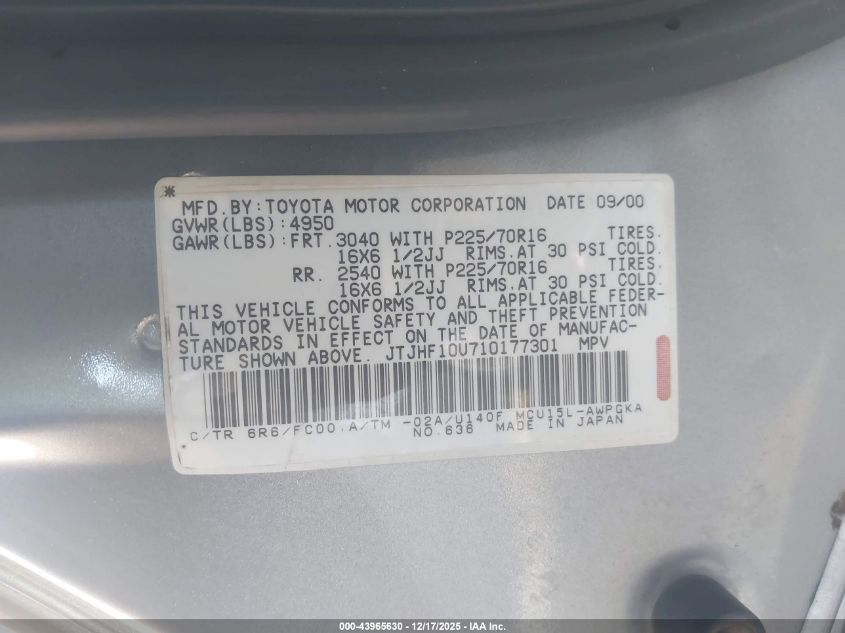 *
MFD.BY:TOYOTA MOTOR CORPORATION DATE 09/00
GVWR(LBS):4950
GAWR(LBS):FRT.3040 WITH P225/70R16 TIRES.
16X6 1/2JJ RIMS.AT 30 PSI COLD.
RR. 2540 WITH P225/70R16 TIRES.
16X6 1/2JJ RIMS.AT 30 PSI COLD.
THIS VEHICLE CONFORMS TO ALL APPLICABLE FEDER-
AL MOTOR VEHICLE SAFETY AND THEFT PREVENTION
STANDARDS IN EFFECT ON THE DATE OF MANUFAC-
TURE SHOWN ABOVE. JTJHF10U710177301 MPV
C/TR 6R6/FC00 A/TM -02A/U140F MCU15L-AWPGKA
NO.636 MADE IN JAPAN
000-43965630 - 12/17/2025 - IAA Inc.